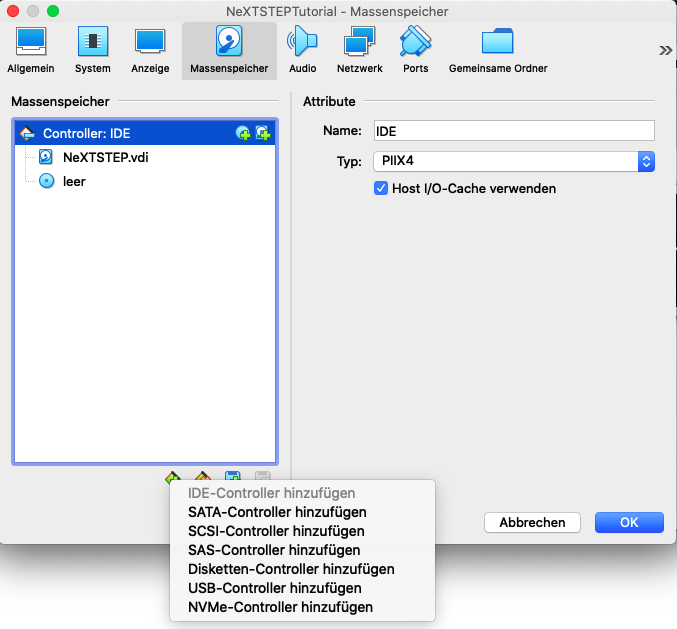 NeXTSTEPTutorial - Massenspeicher
Allgemein System Anzeige Massenspeicher Audio Netzwerk Ports Gemeinsame Ordner »
Massenspeicher
Controller: IDE
NeXTSTEP.vdi
leer
Attribute
Name: IDE
Typ: PIIX4
Host I/O-Cache verwenden
IDE-Controller hinzufügen
SATA-Controller hinzufügen
SCSI-Controller hinzufügen
SAS-Controller hinzufügen
Disketten-Controller hinzufügen
USB-Controller hinzufügen
NVMe-Controller hinzufügen
Abbrechen OK